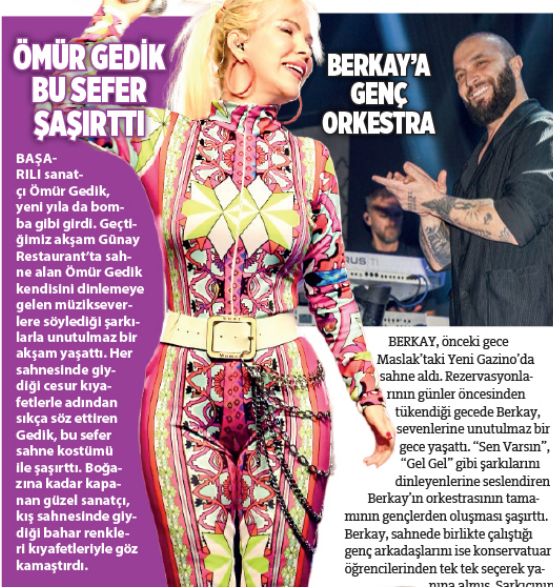 ÖMÜR GEDİK
BU SEFER
ŞAŞIRTTI
BAŞA-
RILI sanat-
çı Ömür Gedik,
yeni yıla da bom-
ba gibi girdi. Geçti-
ğimiz akşam Günay
Restaurant’ta sah-
ne alan Ömür Gedik
kendisini dinlemeye
gelen müziksever-
lere söylediği şarkı-
larla unutulmaz bir
akşam yaşattı. Her
sahnesinde giy-
diği cesur kıya-
fetlerle adından
sıkça söz ettiren
Gedik, bu sefer
sahne kostümü
ile şaşırttı. Boğa-
zına kadar kapa-
nan güzel sanatçı,
kış sahnesinde giy-
diği bahar renkle-
ri kıyafetleriyle göz
kamaştırdı.
BERKAY’A
GENÇ
ORKESTRA
BERKAY, önceki gece
Maslak’taki Yeni Gazino’da
sahne aldı. Rezervasyonla-
rının günler öncesinden
tükendiği gecede Berkay,
sevenlerine unutulmaz bir
gece yaşattı. “Sen Varsın”,
“Gel Gel” gibi şarkılarını
dinleyenlerine seslendiren
Berkay’ın orkestrasının tama-
mının gençlerden oluşması şaşırttı.
Berkay, sahnede birlikte çalıştığı
genç arkadaşlarını ise konservatuar
öğrencilerinden tek tek seçerek ya-
nına almış. Şarkıcının